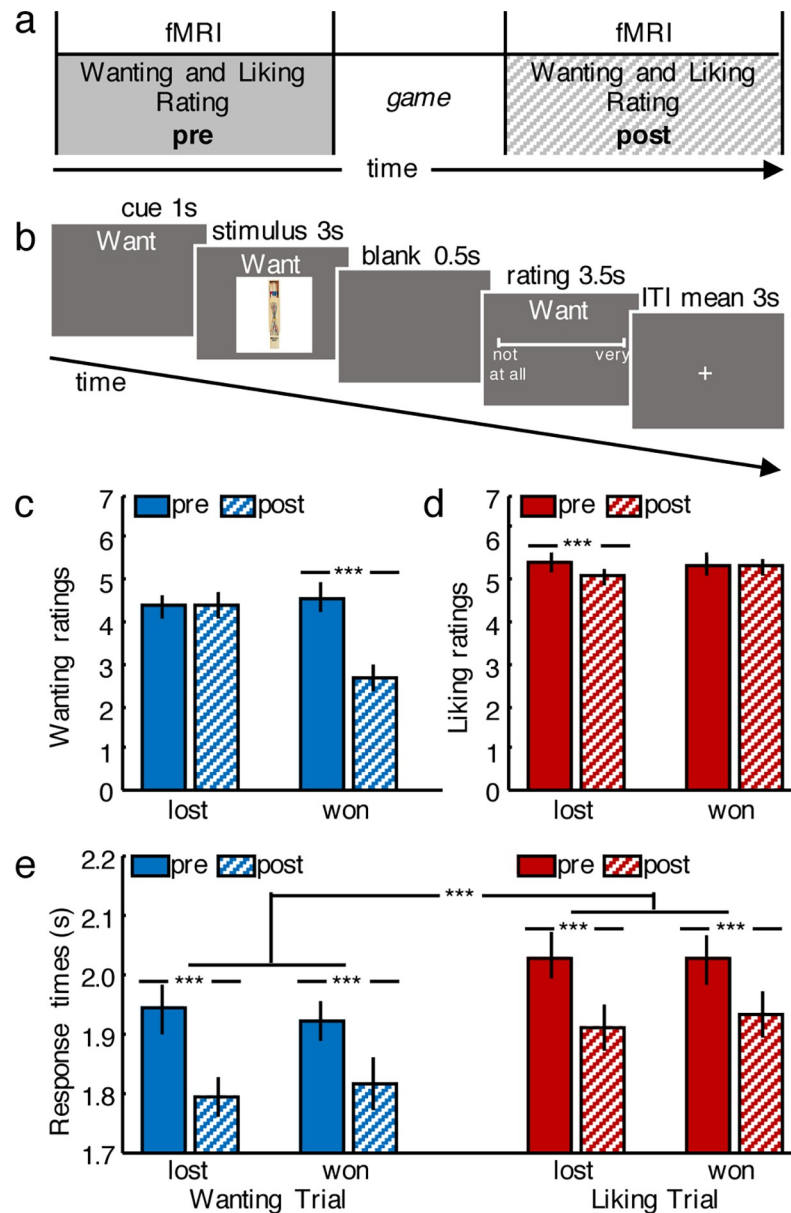 a
fMRI fMRI
Wanting and Liking Wanting and Liking
Rating game Rating
pre post
time
b
cue 1s
Want
stimulus 3s
Want
blank 0.5s
rating 3.5s
Want
not very
at all
ITI mean 3s
+
time
c
pre post
7
6
5
4
3
2
1
0
Wanting ratings
***
lost won
d
pre post
7
6
5
4
3
2
1
0
Liking ratings
***
lost won
e
pre post pre post
2.2
2.1
2.0
1.9
1.8
1.7
Response times (s)
***
*** *** *** ***
lost won lost won
Wanting Trial Liking Trial